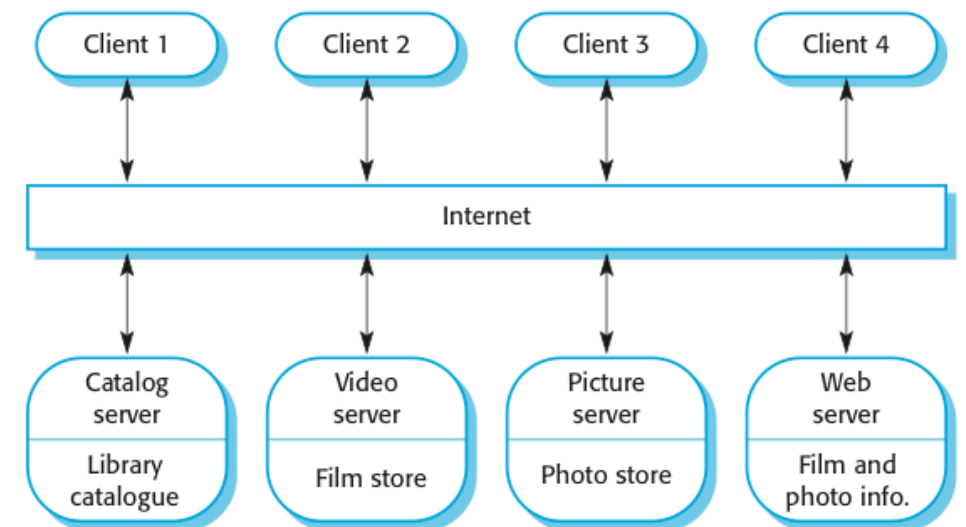 Client 1
Client 2
Client 3
Client 4
Internet
Catalog
server
Library
catalogue
Video
server
Film store
Picture
server
Photo store
Web
server
Film and
photo info.